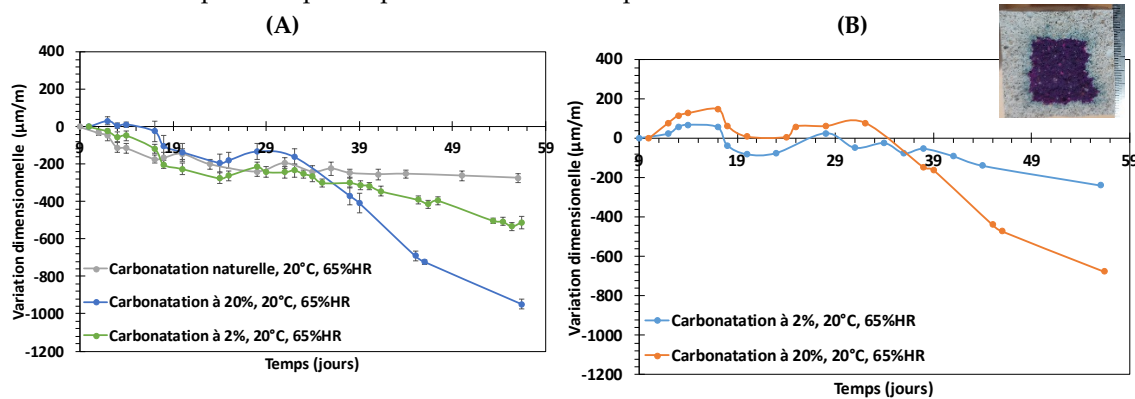 (A)
400
200
0
-200
-400
-600
-800
-1000
-1200
9
19
29
39
49
59
Variation dimensionnelle (µm/m)
Carbonatation naturelle, 20°C, 65%HR
Carbonatation à 20%, 20°C, 65%HR
Carbonatation à 2%, 20°C, 65%HR
Temps (jours)
(B)
400
200
0
-200
-400
-600
-800
-1000
-1200
9
19
29
39
49
59
Variation dimesionelle (µm/m)
Carbonatation à 2%, 20°C, 65%HR
Carbonatation à 20%, 20°C, 65%HR
Temps (jours)